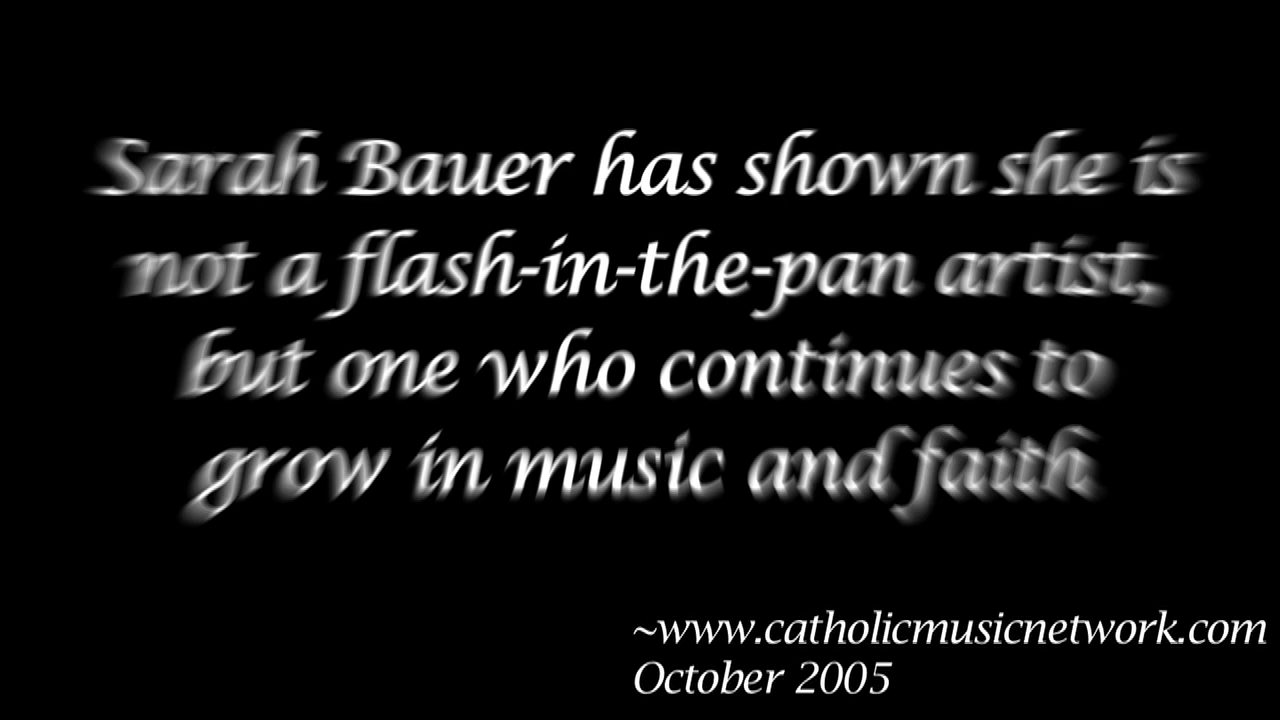 Sarah Bauer has shown she is
not a flash-in-the-pan artist,
but one who continues to
grow in music and faith
~www.catholicmusicnetwork.com
October 2005